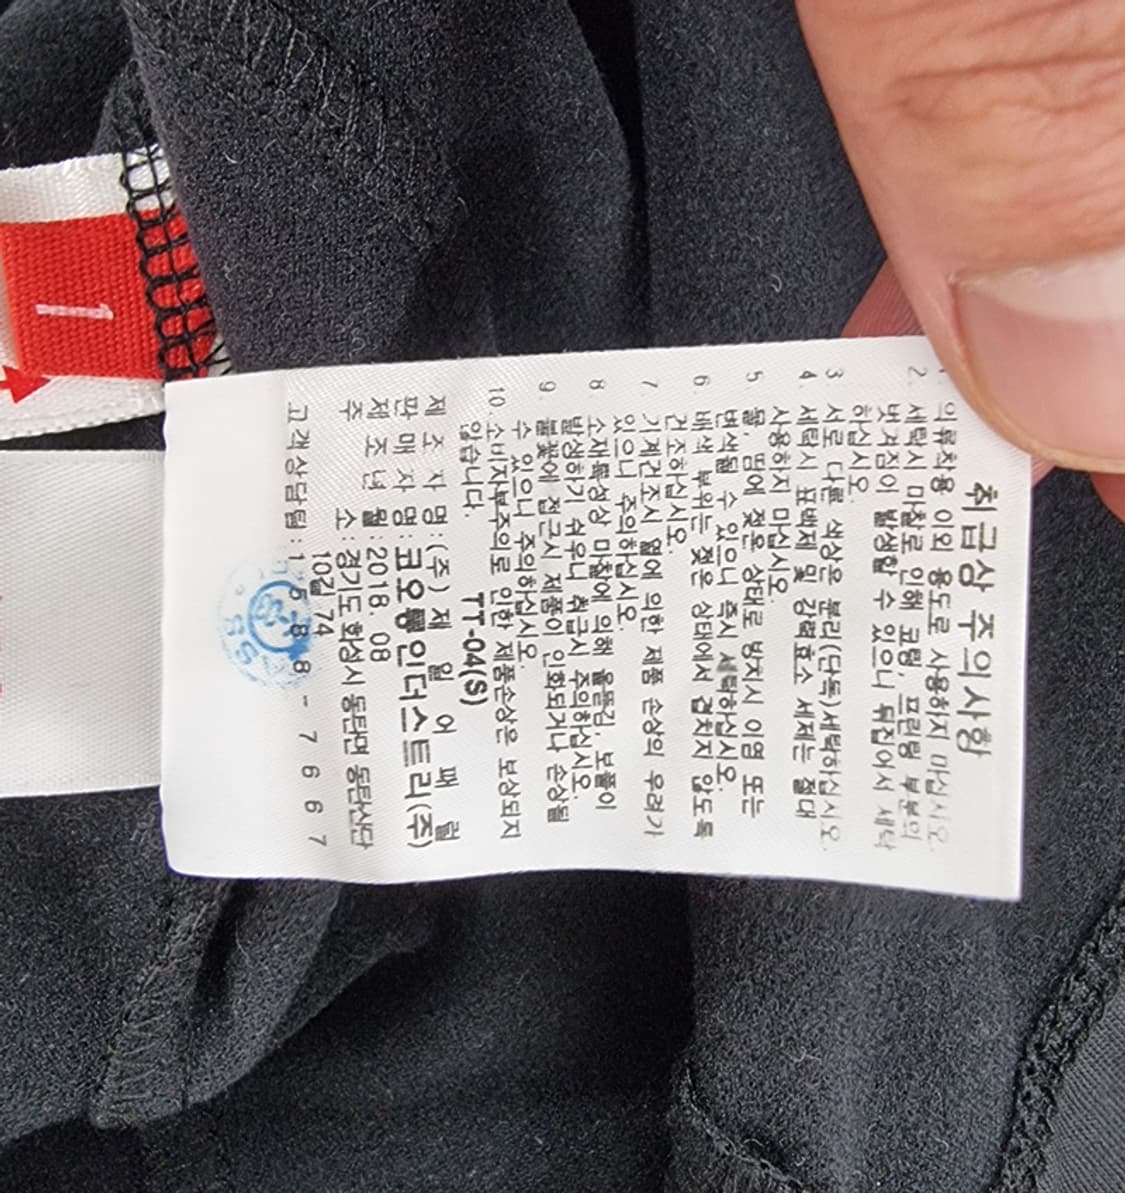 취급상 주의사항
1. 의류착용 이외 용도로 사용하지 마십시오.
2. 세탁시 마찰로 인해 코팅, 프린팅 부분의
벗겨짐이 발생할 수 있으니 뒤집어서 세탁
하십시오.
3 서로 다른 색상은 분리(단독)세탁하십시오.
4. 세탁시 표백제 및 강력효소 세제는 절대
사용하지 마십시오.
5 물, 땀에 젖은 상태로 방치시 이염 또는
변색될 수 있으니 즉시 세탁하십시오.
6. 배색 부위는 젖은 상태에서 겹치지 않도록
건조하십시오.
7 기계건조시 열에 의한 제품 손상의 우려가
있으니 주의하십시오.
8 소재특성상 마찰에 의해 올뜯김, 보풀이
발생하기 쉬우니 취급시 주의하십시오.
9. 불꽃에 접근시 제품이 인화되거나 손상될
수 있으니 주의하십시오.
10. 소비자부주의로 인한 제품손상은 보상되지
않습니다.
TT-04(S)
제 조 자 명: (주) 제 일 어 패 럴
판 매 자 명: 코오롱인더스트리(주)
제 조 년 월: 2018. 08
주 소: 경기도 화성시 동탄면 동탄산단
10길 74
고객상담팀: 1 5 8 8 - 7 6 6 7